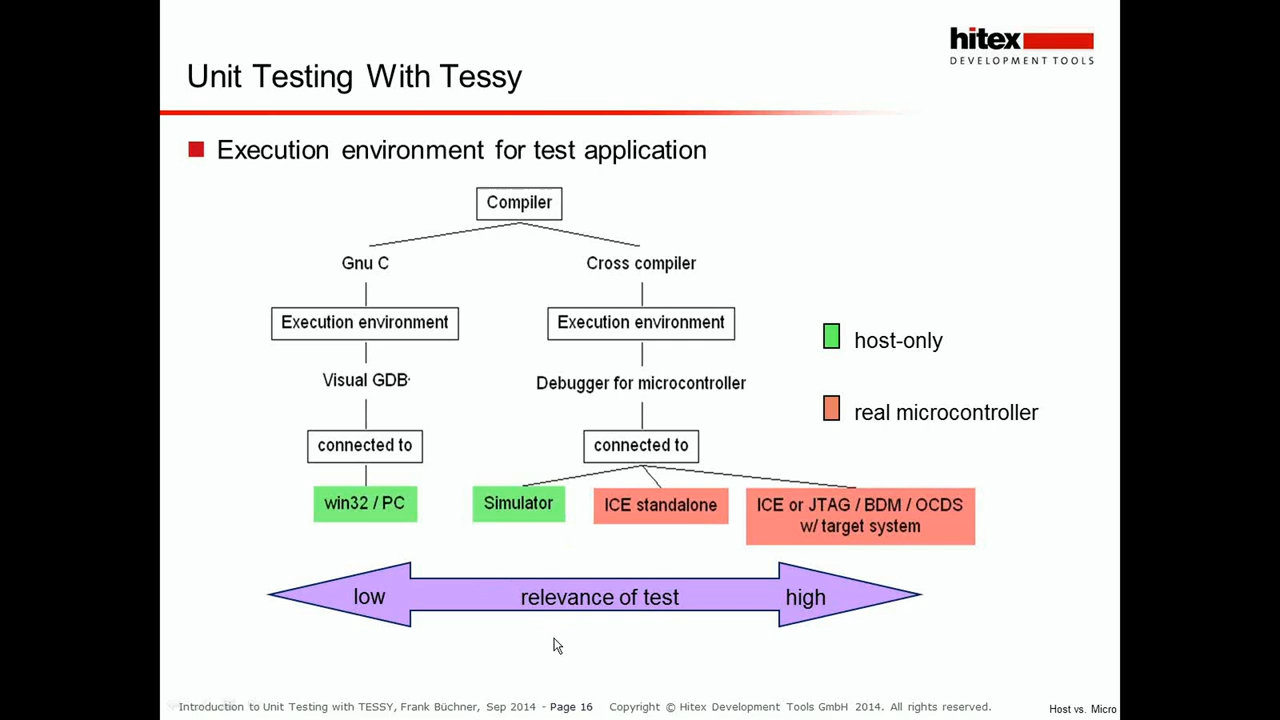 hitex
DEVELOPMENT TOOLS
Unit Testing With Tessy
Execution environment for test application
Compiler
Gnu C
Cross compiler
Execution environment
Execution environment
Visual GDB
Debugger for microcontroller
connected to
connected to
win32 / PC
Simulator
ICE standalone
ICE or JTAG / BDM / OCDS
w/ target system
host-only
real microcontroller
low
relevance of test
high
Introduction to Unit Testing with TESSY, Frank Büchner, Sep 2014 - Page 16
Copyright © Hitex Development Tools GmbH 2014. All rights reserved.
Host vs. Micro